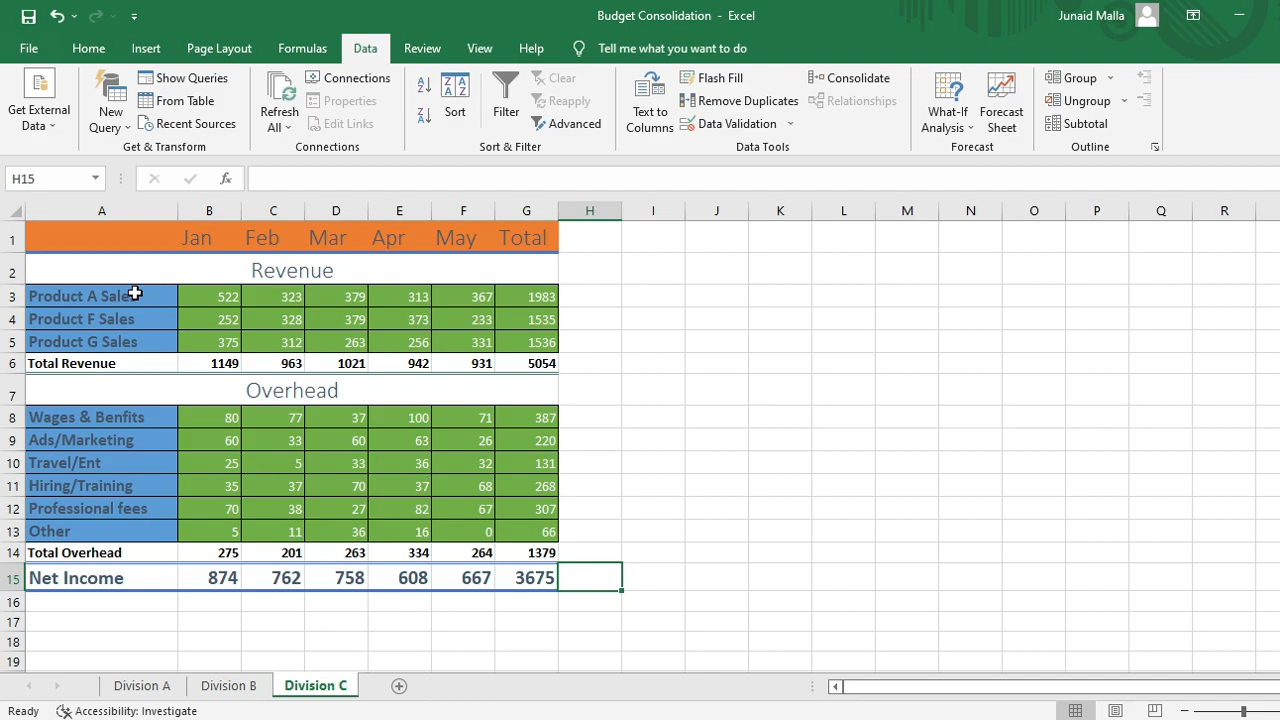 Budget Consolidation - Excel
Junaid Malla
File Home Insert Page Layout Formulas Data Review View Help Tell me what you want to do
Get External Data
New Query
Show Queries
From Table
Recent Sources
Get & Transform
Refresh All
Connections
Properties
Edit Links
Connections
Sort
Filter
Clear
Reapply
Advanced
Sort & Filter
Text to Columns
Flash Fill
Remove Duplicates
Data Validation
Consolidate
Relationships
Data Tools
What-If Analysis
Forecast Sheet
Forecast
Group
Ungroup
Subtotal
Outline
H15 fx
A B C D E F G H I J K L M N O P Q R
1 Jan Feb Mar Apr May Total
2 Revenue
3 Product A Sales 522 323 379 313 367 1983
4 Product F Sales 252 328 379 373 233 1535
5 Product G Sales 375 312 263 256 331 1536
6 Total Revenue 1149 963 1021 942 931 5054
7 Overhead
8 Wages & Benfits 80 77 37 100 71 387
9 Ads/Marketing 60 33 60 63 26 220
10 Travel/Ent 25 5 33 36 32 131
11 Hiring/Training 35 37 70 37 68 268
12 Professional fees 70 38 27 82 67 307
13 Other 5 11 36 16 0 66
14 Total Overhead 275 201 263 334 264 1379
15 Net Income 874 762 758 608 667 3675
16
17
18
19
Division A Division B Division C
Ready Accessibility: Investigate